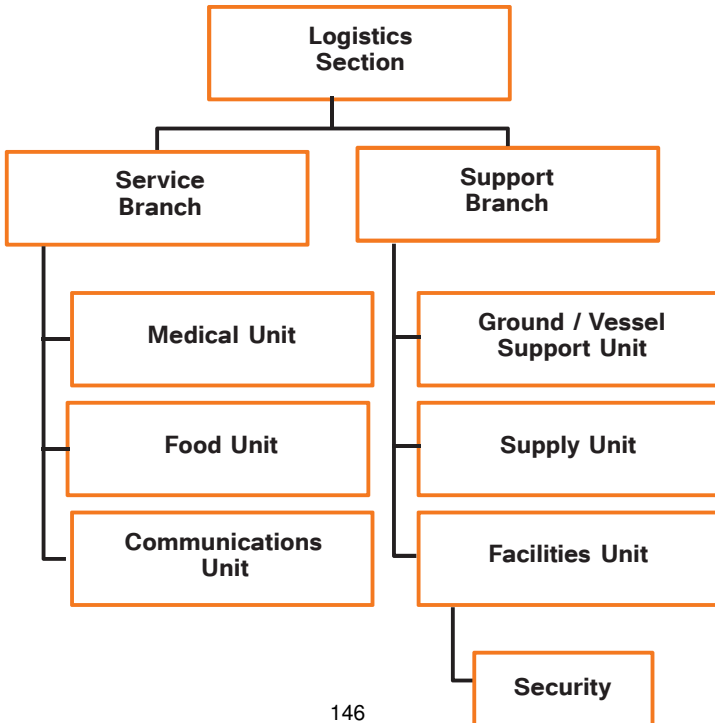 Logistics
Section
Service
Branch
Support
Branch
Medical Unit
Ground / Vessel
Support Unit
Food Unit
Supply Unit
Communications
Unit
Facilities Unit
Security
146